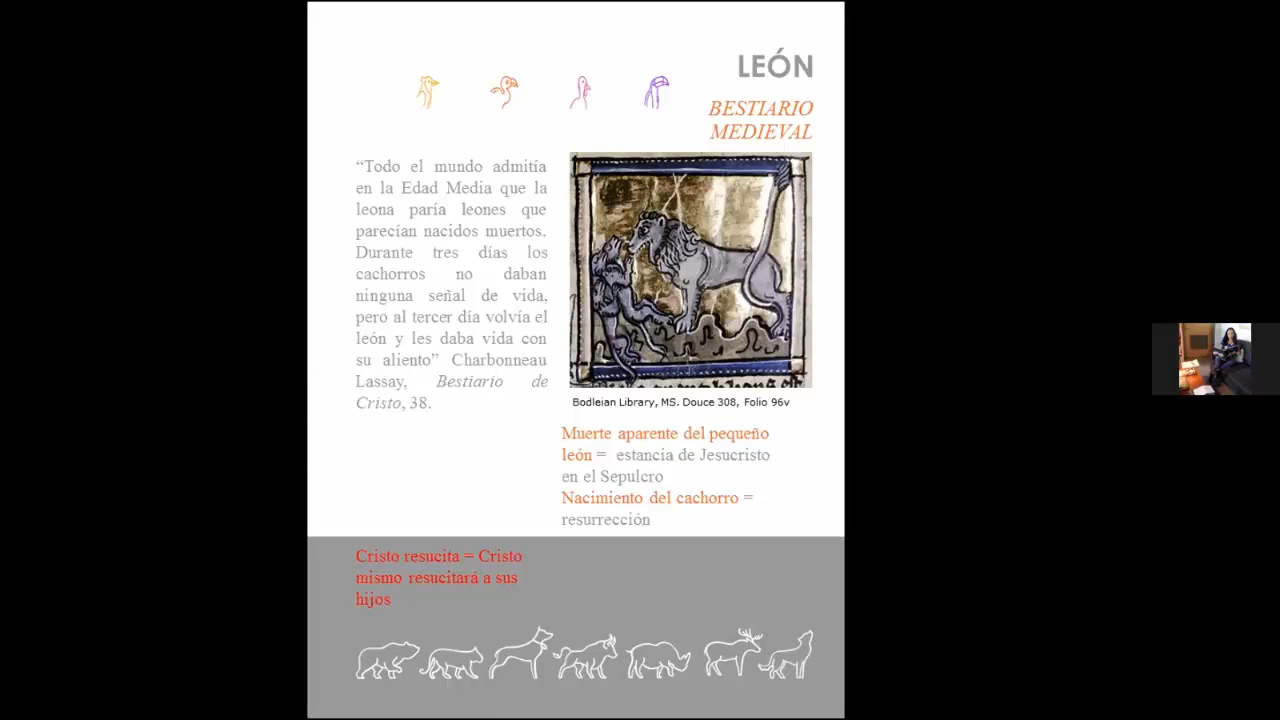 LEÓN
BESTIARIO
MEDIEVAL
“Todo el mundo admitía
en la Edad Media que la
leona paría leones que
parecían nacidos muertos.
Durante tres días los
cachorros no daban
ninguna señal de vida,
pero al tercer día volvía el
león y les daba vida con
su aliento” Charbonneau
Lassay, Bestiario de
Cristo, 38.
Bodleian Library, MS. Douce 308, Folio 96v
Muerte aparente del pequeño
león = estancia de Jesucristo
en el Sepulcro
Nacimiento del cachorro =
resurrección
Cristo resucita = Cristo
mismo resucitará a sus
hijos